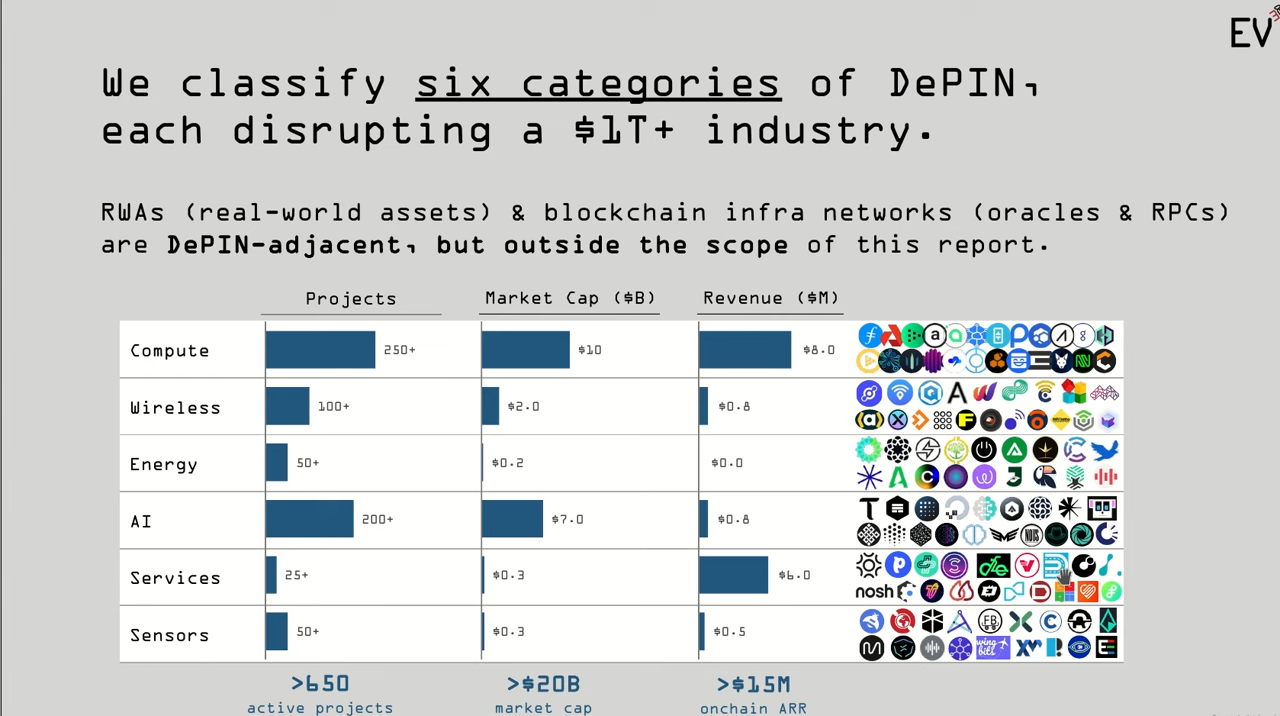 EV
We classify six categories of DePIN,
each disrupting a $1T+ industry.
RWAs (real-world assets) & blockchain infra networks (oracles & RPCs)
are DePIN-adjacent, but outside the scope of this report.
Projects Market Cap ($B) Revenue ($M)
Compute 250+ $10 $8.0
Wireless 100+ $2.0 $0.8
Energy 50+ $0.2 $0.0
AI 200+ $7.0 $0.8
Services 25+ $0.3 $6.0
nosh
Sensors 50+ $0.3 $0.5
wing
bits
>650 >$20B >$15M
active projects market cap onchain ARR